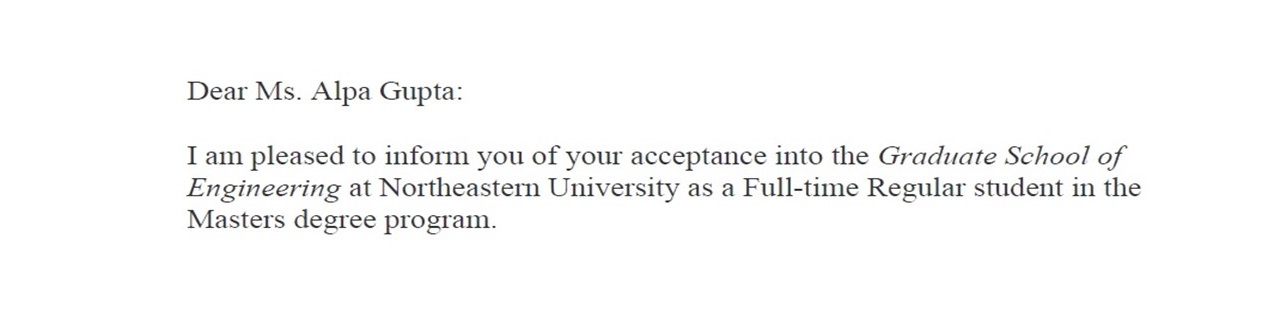 Dear Ms. Alpa Gupta:
I am pleased to inform you of your acceptance into the Graduate School of
Engineering at Northeastern University as a Full-time Regular student in the
Masters degree program.